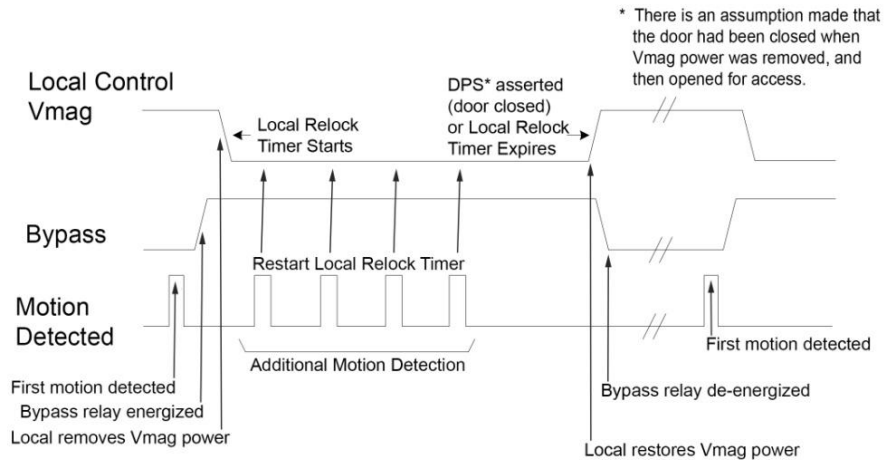 * There is an assumption made that
the door had been closed when
Vmag power was removed, and
then opened for access.
Local Control
Vmag
Local Relock
Timer Starts
DPS* asserted
(door closed)
or Local Relock
Timer Expires
Bypass
Restart Local Relock Timer
Motion
Detected
Additional Motion Detection
First motion detected
First motion detected
Bypass relay energized
Bypass relay de-energized
Local removes Vmag power
Local restores Vmag power